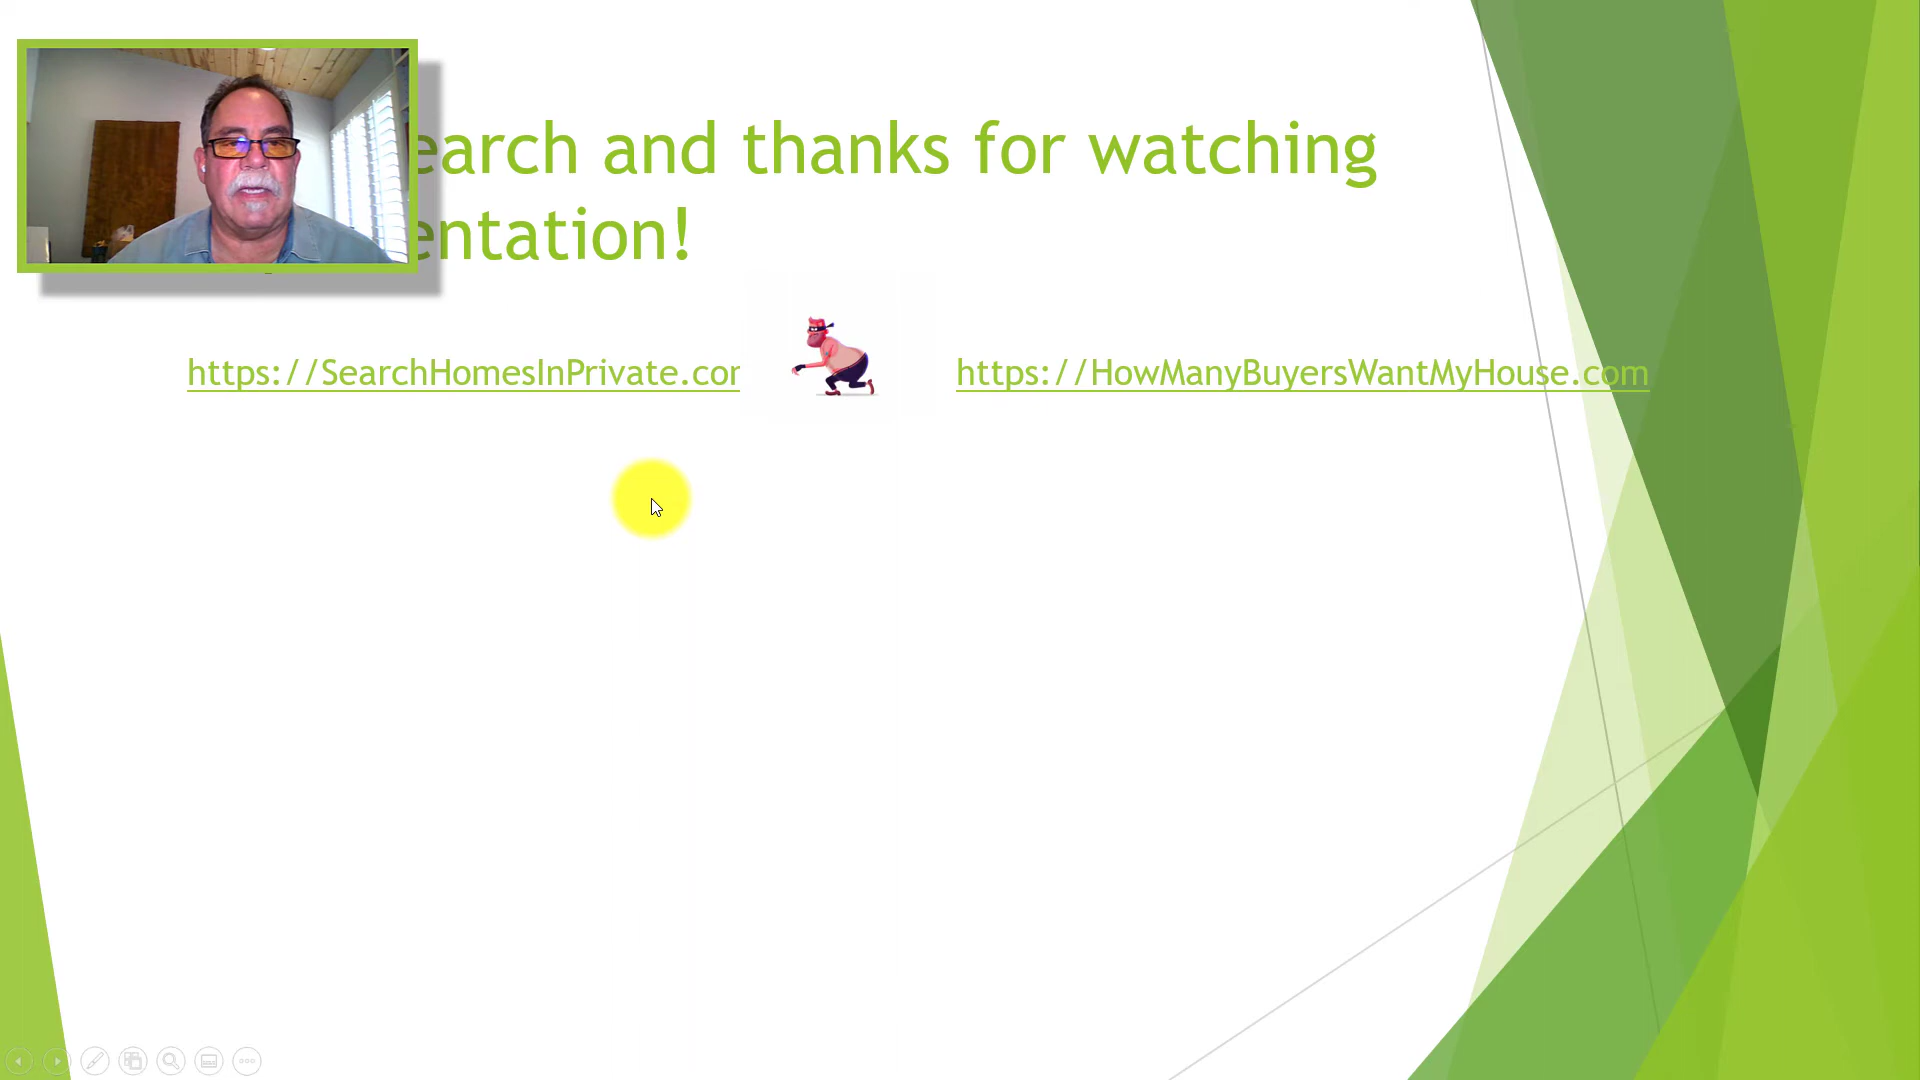 earch and thanks for watching
entation!
https://SearchHomesInPrivate.com
https://HowManyBuyersWantMyHouse.com